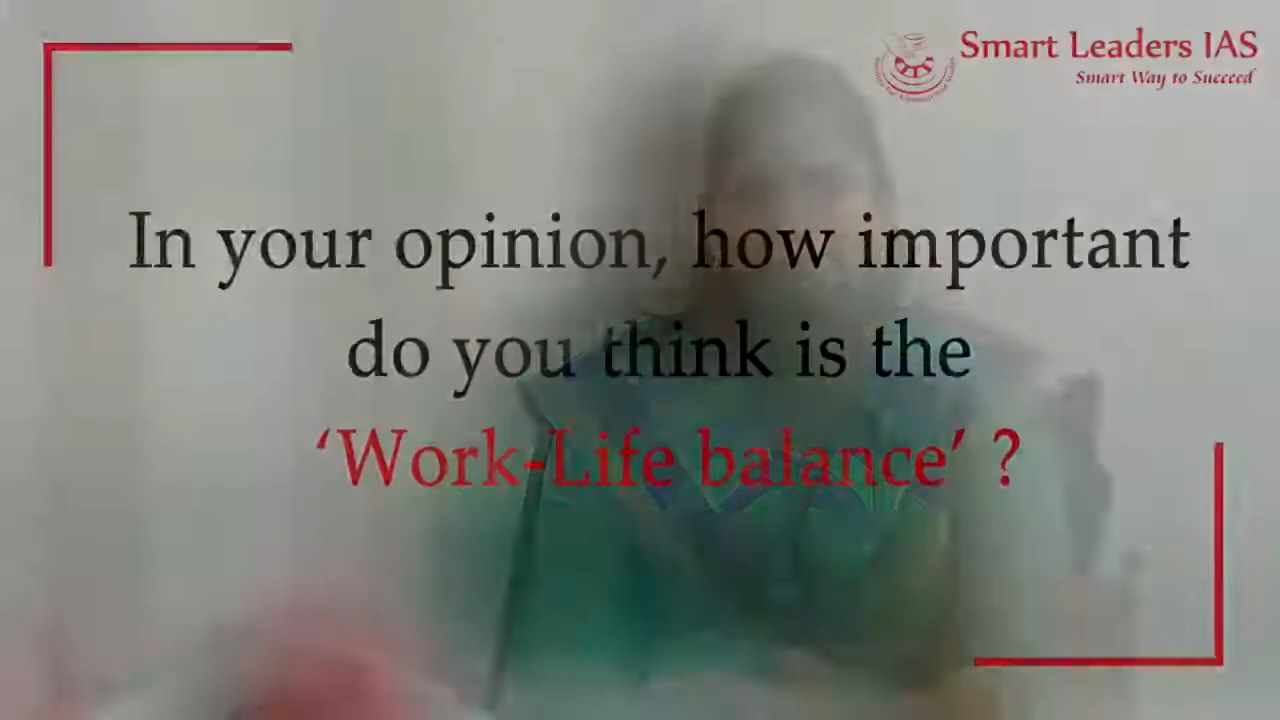 Smart Leaders IAS
Smart Way to Succeed
In your opinion, how important
do you think is the
‘Work-Life balance’ ?